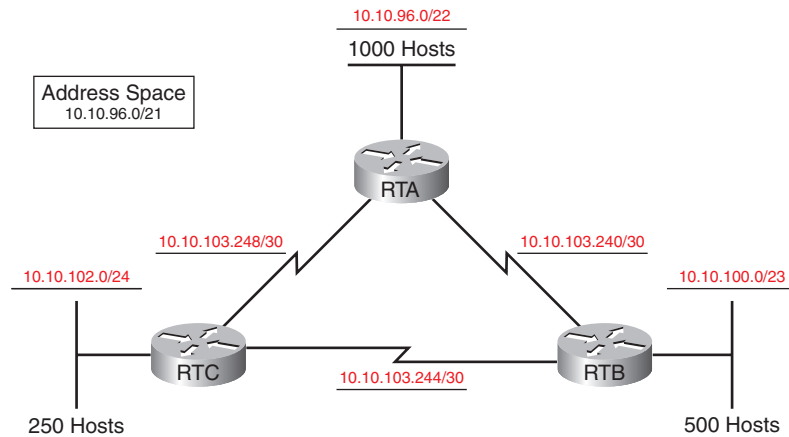 10.10.96.0/22
1000 Hosts
Address Space
10.10.96.0/21
RTA
10.10.103.248/30
10.10.103.240/30
10.10.102.0/24
10.10.100.0/23
RTC
RTB
10.10.103.244/30
250 Hosts
500 Hosts